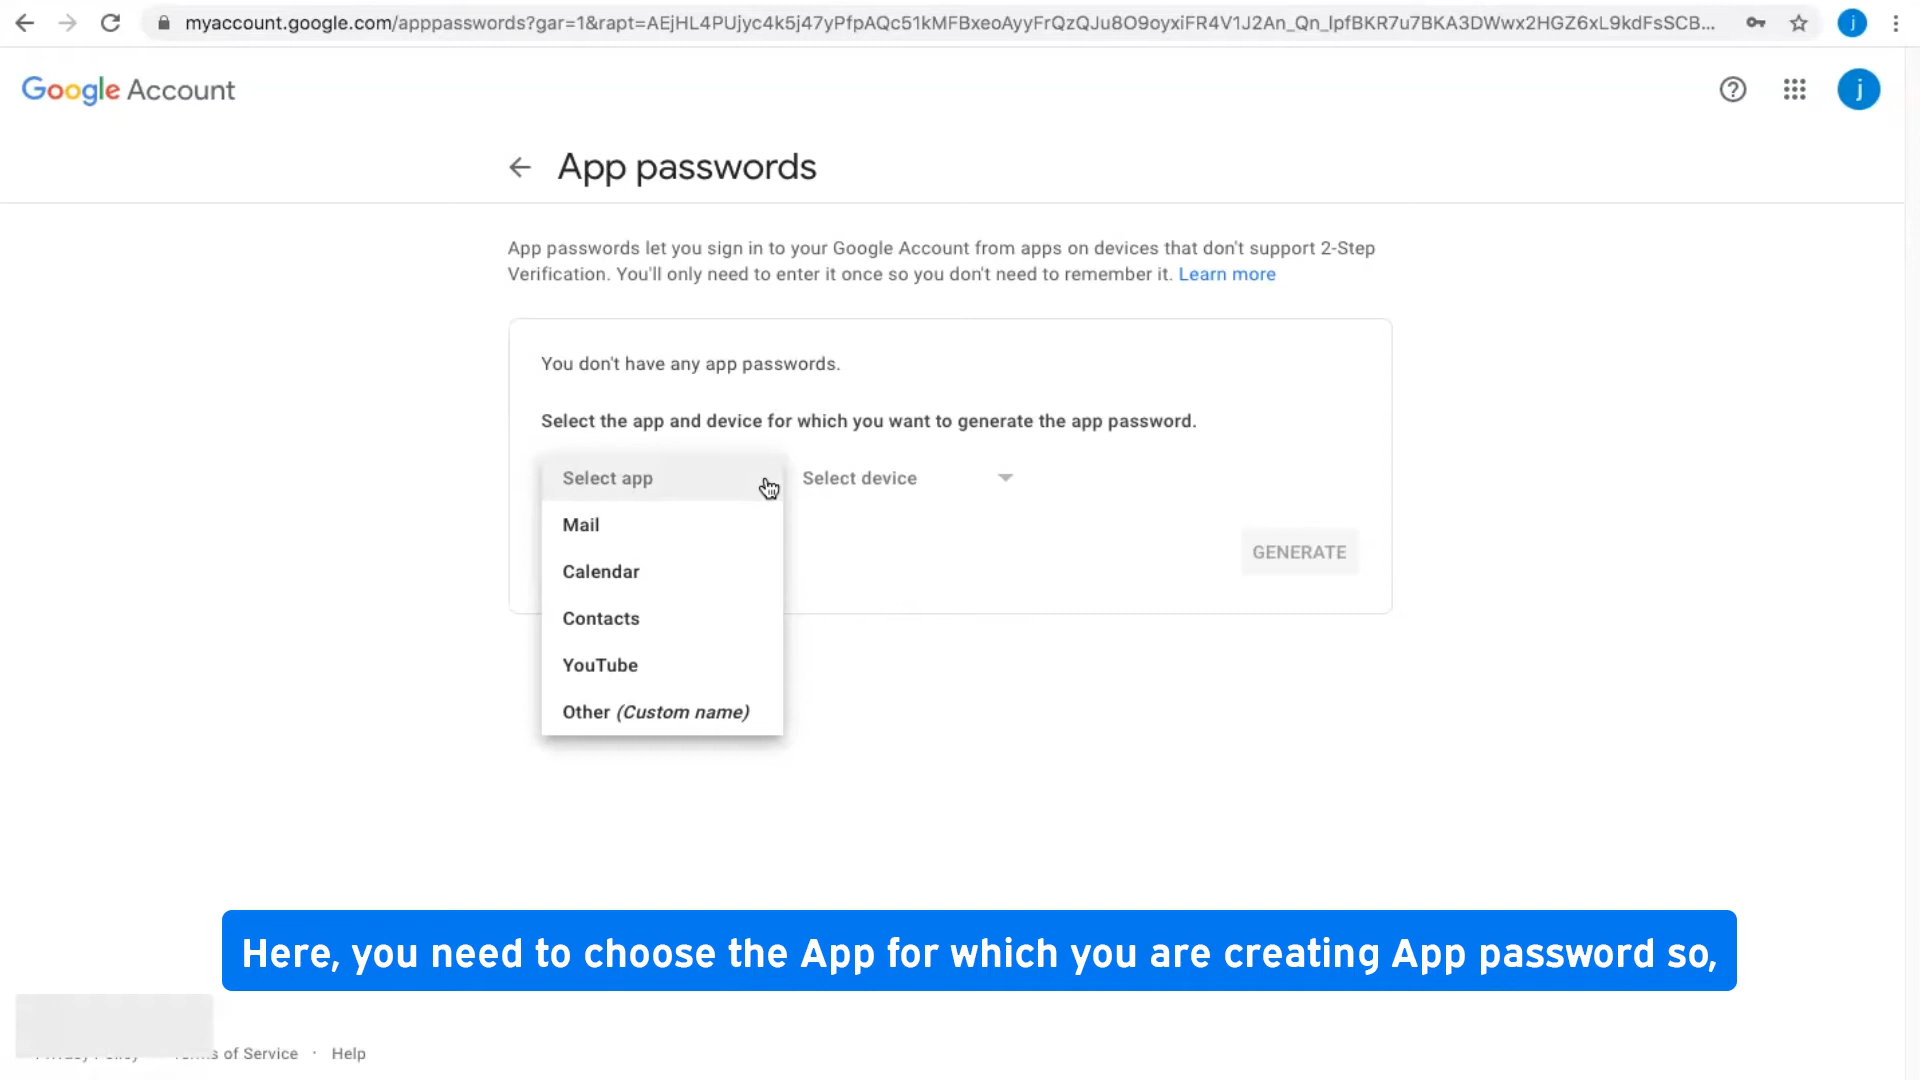 myaccount.google.com/apppasswords?gar=1&rapt=AEjHL4PUjyc4k5j47yPfpAQc51kMFBxeoAyyFrQzQJu8O9oyxiFR4V1J2An_Qn_lpfBKR7u7BKA3DWwx2HGZ6xL9kdFsSCB...
j
Google Account
j
App passwords
App passwords let you sign in to your Google Account from apps on devices that don't support 2-Step
Verification. You'll only need to enter it once so you don't need to remember it. Learn more
You don't have any app passwords.
Select the app and device for which you want to generate the app password.
Select app
Select device
Mail
Calendar
Contacts
YouTube
Other (Custom name)
GENERATE
Here, you need to choose the App for which you are creating App password so,
of Service · Help